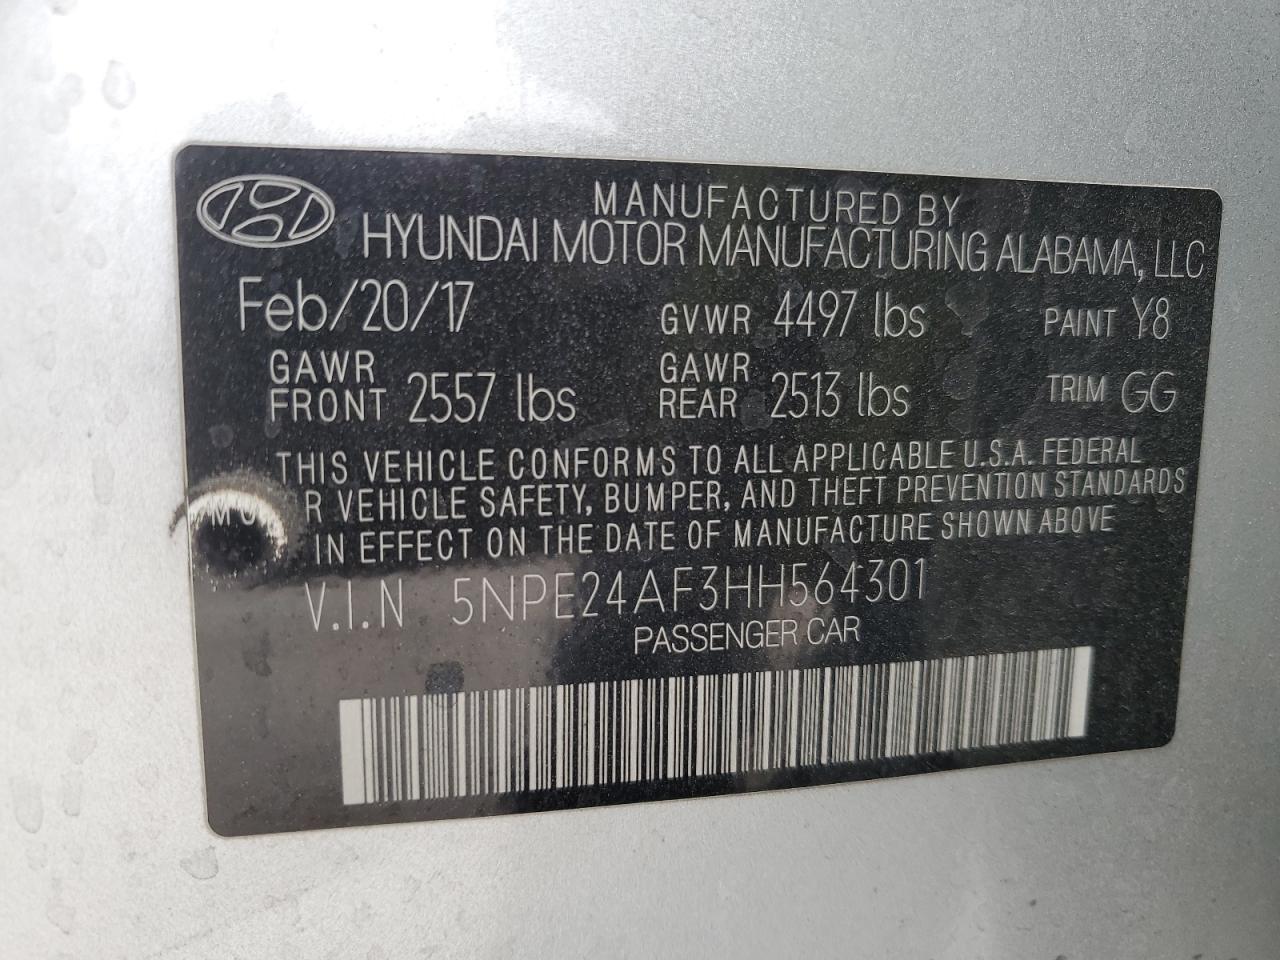 MANUFACTURED BY
HYUNDAI MOTOR MANUFACTURING ALABAMA, LLC
Feb/20/17 GVWR 4497 lbs PAINT Y8
GAWR FRONT 2557 lbs GAWR REAR 2513 lbs TRIM GG
THIS VEHICLE CONFORMS TO ALL APPLICABLE U.S.A. FEDERAL
R VEHICLE SAFETY, BUMPER, AND THEFT PREVENTION STANDARDS
IN EFFECT ON THE DATE OF MANUFACTURE SHOWN ABOVE
V.I.N 5NPE24AF3HH564301
PASSENGER CAR